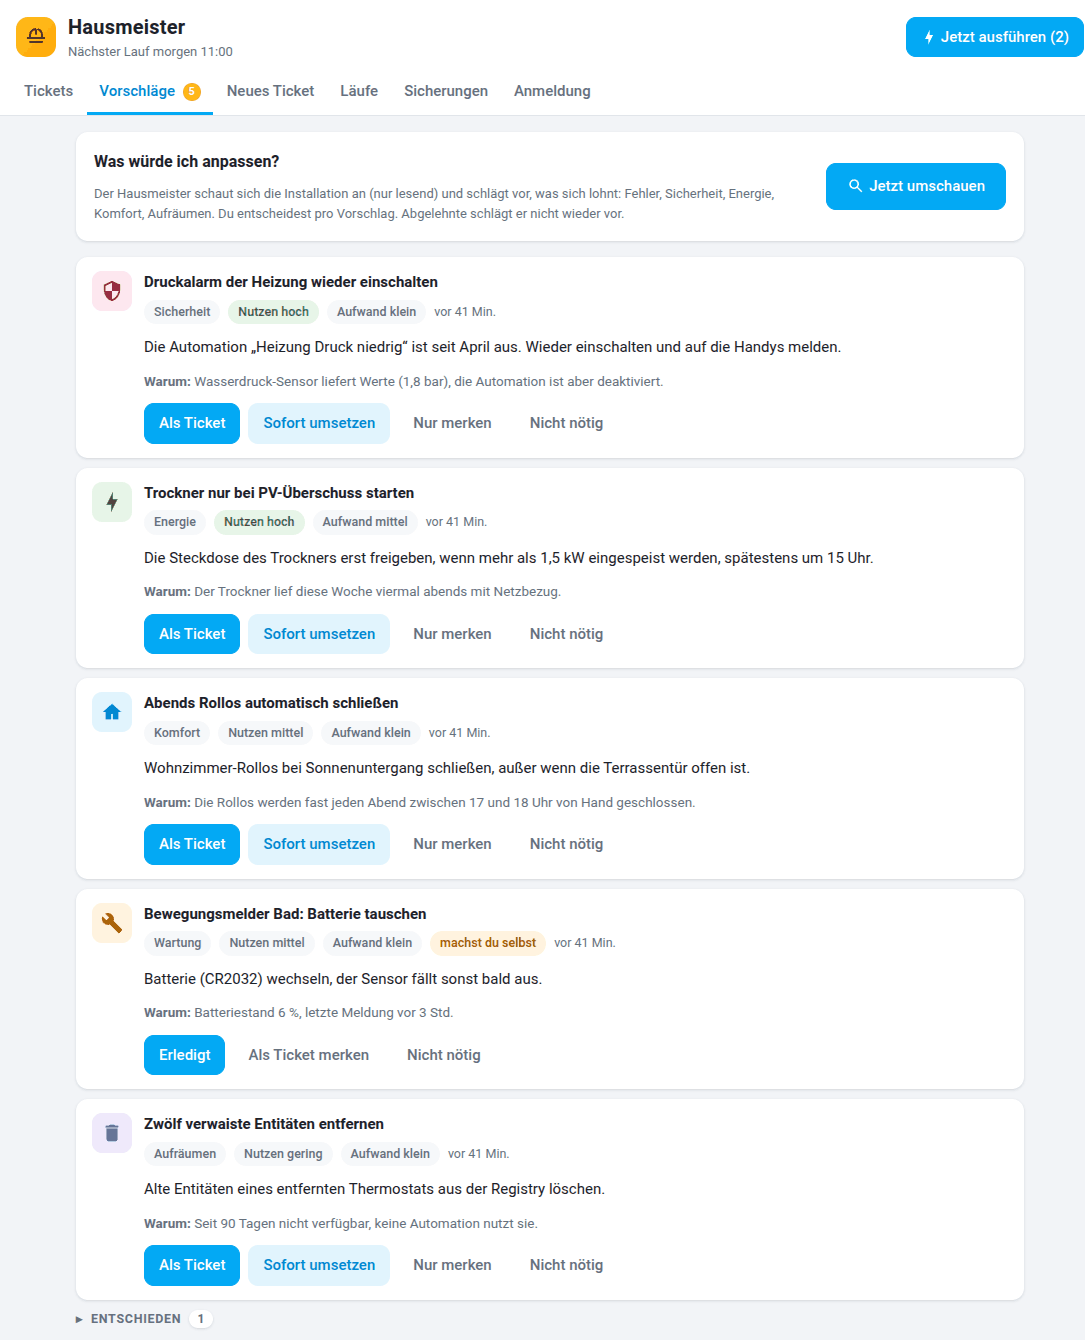 Hausmeister
Nächster Lauf morgen 11:00
Jetzt ausführen (2)
Tickets
Vorschläge 5
Neues Ticket
Läufe
Sicherungen
Anmeldung
Was würde ich anpassen?
Der Hausmeister schaut sich die Installation an (nur lesend) und schlägt vor, was sich lohnt: Fehler, Sicherheit, Energie,
Komfort, Aufräumen. Du entscheidest pro Vorschlag. Abgelehnte schlägt er nicht wieder vor.
Jetzt umschauen
Druckalarm der Heizung wieder einschalten
Sicherheit Nutzen hoch Aufwand klein vor 41 Min.
Die Automation „Heizung Druck niedrig“ ist seit April aus. Wieder einschalten und auf die Handys melden.
Warum: Wasserdruck-Sensor liefert Werte (1,8 bar), die Automation ist aber deaktiviert.
Als Ticket Sofort umsetzen Nur merken Nicht nötig
Trockner nur bei PV-Überschuss starten
Energie Nutzen hoch Aufwand mittel vor 41 Min.
Die Steckdose des Trockners erst freigeben, wenn mehr als 1,5 kW eingespeist werden, spätestens um 15 Uhr.
Warum: Der Trockner lief diese Woche viermal abends mit Netzbezug.
Als Ticket Sofort umsetzen Nur merken Nicht nötig
Abends Rollos automatisch schließen
Komfort Nutzen mittel Aufwand klein vor 41 Min.
Wohnzimmer-Rollos bei Sonnenuntergang schließen, außer wenn die Terrassentür offen ist.
Warum: Die Rollos werden fast jeden Abend zwischen 17 und 18 Uhr von Hand geschlossen.
Als Ticket Sofort umsetzen Nur merken Nicht nötig
Bewegungsmelder Bad: Batterie tauschen
Wartung Nutzen mittel Aufwand klein machst du selbst vor 41 Min.
Batterie (CR2032) wechseln, der Sensor fällt sonst bald aus.
Warum: Batteriestand 6 %, letzte Meldung vor 3 Std.
Erledigt Als Ticket merken Nicht nötig
Zwölf verwaiste Entitäten entfernen
Aufräumen Nutzen gering Aufwand klein vor 41 Min.
Alte Entitäten eines entfernten Thermostats aus der Registry löschen.
Warum: Seit 90 Tagen nicht verfügbar, keine Automation nutzt sie.
Als Ticket Sofort umsetzen Nur merken Nicht nötig
▸ ENTSCHIEDEN 1